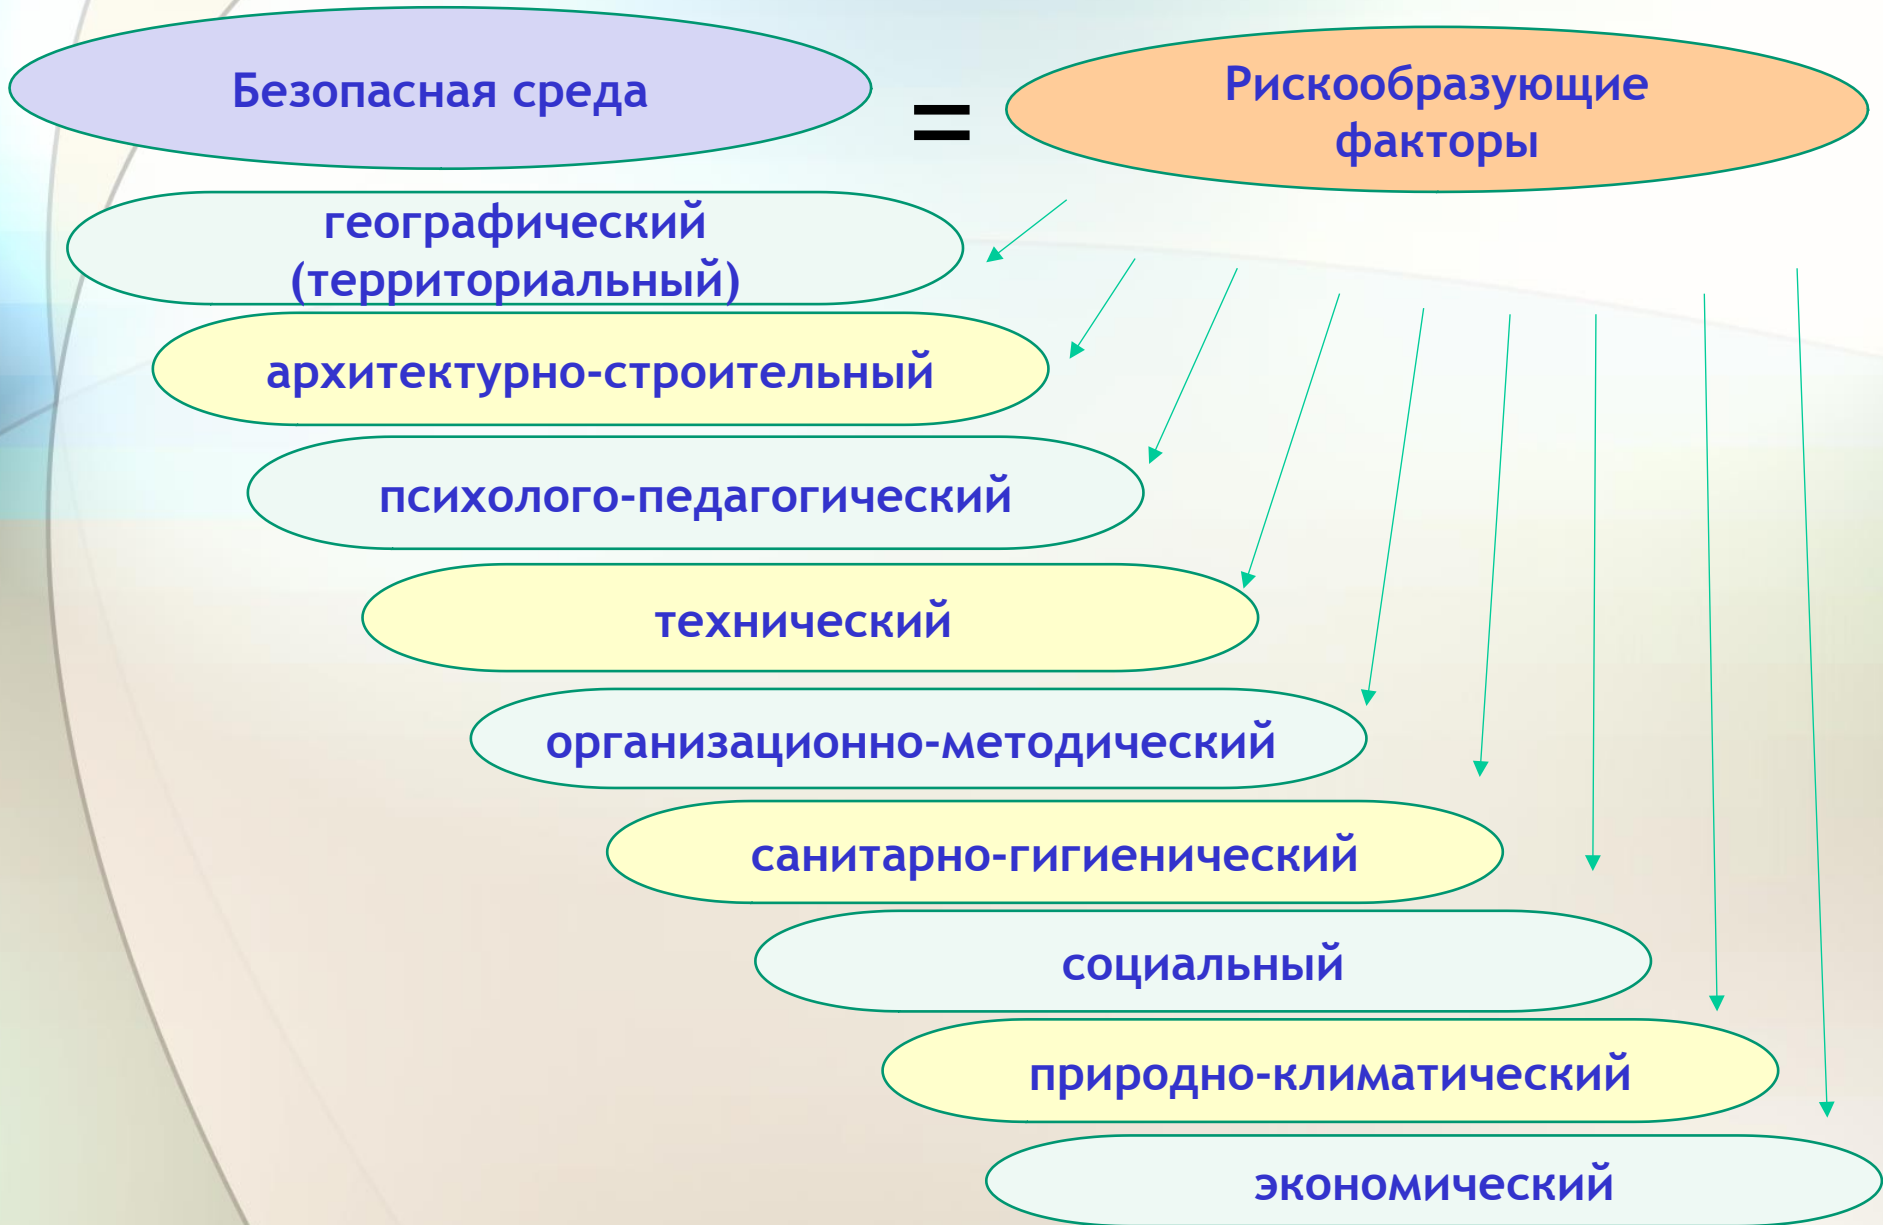 Безопасная среда
=
Рискообразующие
факторы
географический
(территориальный)
архитектурно-строительный
психолого-педагогический
технический
организационно-методический
санитарно-гигиенический
социальный
природно-климатический
экономический